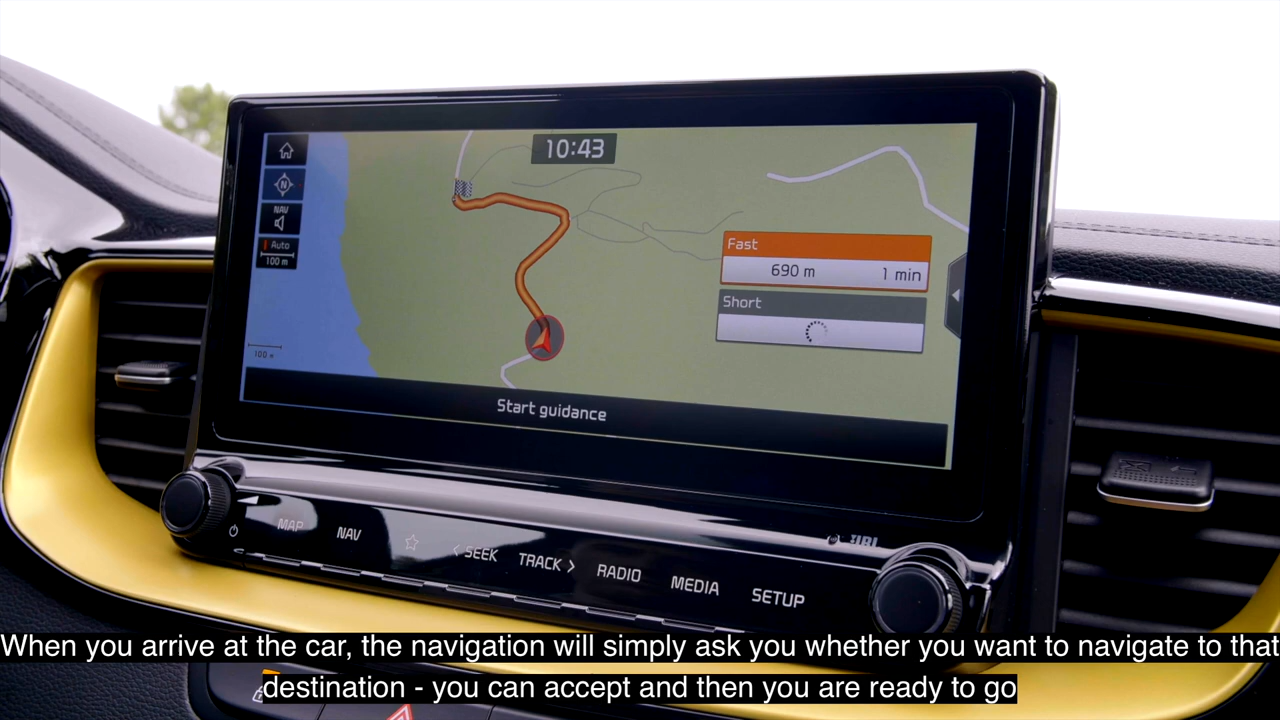 10:43
N
NAV
Auto
100 m
Fast
690 m 1 min
Short
100 m
Start guidance
MAP
NAV
< SEEK
TRACK >
RADIO
MEDIA
SETUP
JBL
When you arrive at the car, the navigation will simply ask you whether you want to navigate to that
destination - you can accept and then you are ready to go